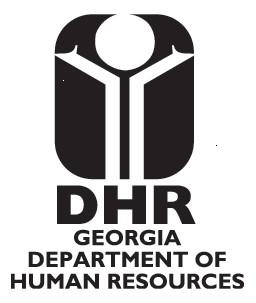 DHR
GEORGIA
DEPARTMENT OF
HUMAN RESOURCES